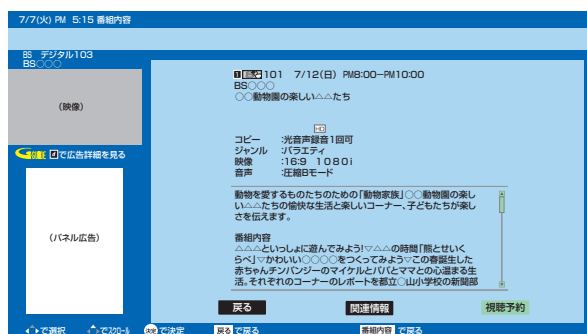 7/7(火) PM 5:15 番組内容
BS デジタル103
BS○○○
(映像)
で広告詳細を見る
(パネル広告)
101 7/12(日) PM8:00–PM10:00
BS○○○
○○動物園の楽しい△△たち
HD
コピー :光音声録音1回可
ジャンル :バラエティ
映像 :16:9 1080i
音声 :圧縮Bモード
動物を愛するものたちのための「動物家族」○○動物園の楽し
い△△たちの愉快な生活と楽しいコーナー、子どもたちが楽し
さを伝えます。
番組内容
△△△といっしょに遊んでみよう!▽△△の時間「熊とせいく
らべ」▽かわいい○○○○をつくってみよう▽この春誕生した
赤ちゃんチンパンジーのマイケルとパパとママとの心温まる生
活。それぞれのコーナーのレポートを都立○山小学校の新聞部
戻る 関連情報 視聴予約
で選択 でスクロール 決定 で決定 戻る で戻る 番組内容 で戻る